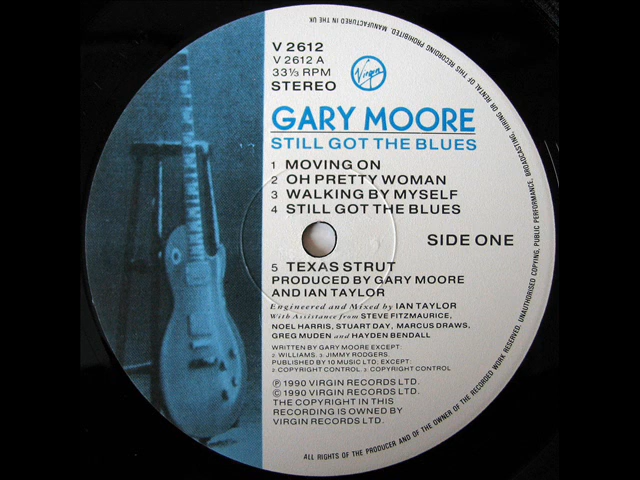 V 2612
V 2612 A
33⅓ RPM
STEREO
Virgin
GARY MOORE
STILL GOT THE BLUES
1 MOVING ON
2 OH PRETTY WOMAN
3 WALKING BY MYSELF
4 STILL GOT THE BLUES
SIDE ONE
5 TEXAS STRUT
PRODUCED BY GARY MOORE
AND IAN TAYLOR
Engineered and Mixed by IAN TAYLOR
With Assistance from STEVE FITZMAURICE,
NOEL HARRIS, STUART DAY, MARCUS DRAWS,
GREG MUDEN and HAYDEN BENDALL
WRITTEN BY GARY MOORE EXCEPT:
2: WILLIAMS. 3: JIMMY RODGERS.
PUBLISHED BY 10 MUSIC LTD, EXCEPT:
2: COPYRIGHT CONTROL. 3: COPYRIGHT CONTROL
℗ 1990 VIRGIN RECORDS LTD.
© 1990 VIRGIN RECORDS LTD.
THE COPYRIGHT IN THIS
RECORDING IS OWNED BY
VIRGIN RECORDS LTD.
ALL RIGHTS OF THE PRODUCER AND OF THE OWNER OF THE RECORDED WORK RESERVED. UNAUTHORISED COPYING, PUBLIC PERFORMANCE, BROADCASTING, HIRING OR RENTAL OF THIS RECORDING PROHIBITED. MANUFACTURED IN THE UK